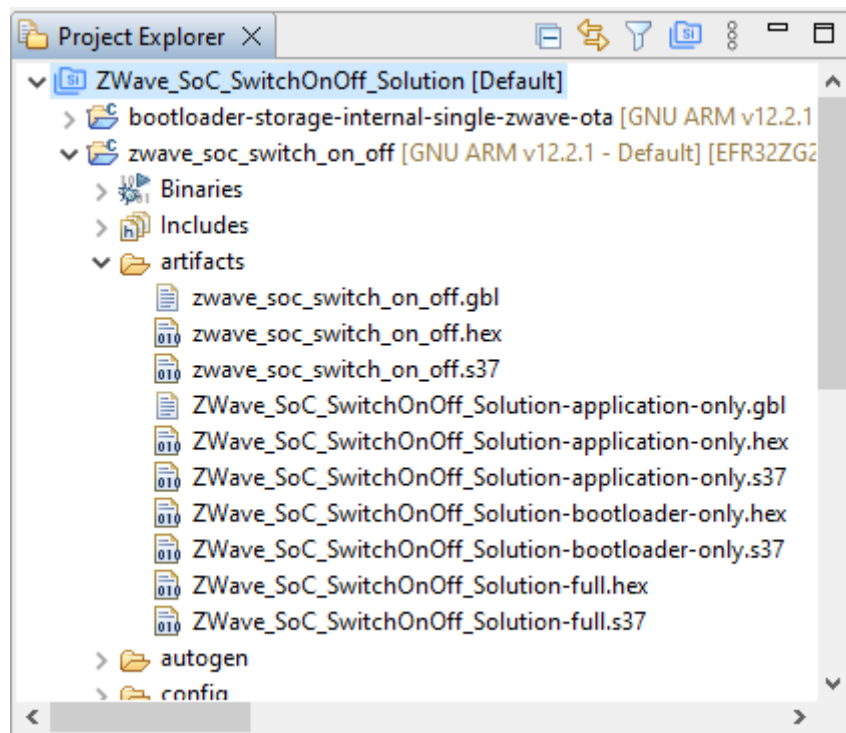 Project Explorer
ZWave_SoC_SwitchOnOff_Solution [Default]
bootloader-storage-internal-single-zwave-ota [GNU ARM v12.2.1
zwave_soc_switch_on_off [GNU ARM v12.2.1 - Default] [EFR32ZG2
Binaries
Includes
artifacts
zwave_soc_switch_on_off.gbl
zwave_soc_switch_on_off.hex
zwave_soc_switch_on_off.s37
ZWave_SoC_SwitchOnOff_Solution-application-only.gbl
ZWave_SoC_SwitchOnOff_Solution-application-only.hex
ZWave_SoC_SwitchOnOff_Solution-application-only.s37
ZWave_SoC_SwitchOnOff_Solution-bootloader-only.hex
ZWave_SoC_SwitchOnOff_Solution-bootloader-only.s37
ZWave_SoC_SwitchOnOff_Solution-full.hex
ZWave_SoC_SwitchOnOff_Solution-full.s37
autogen
config